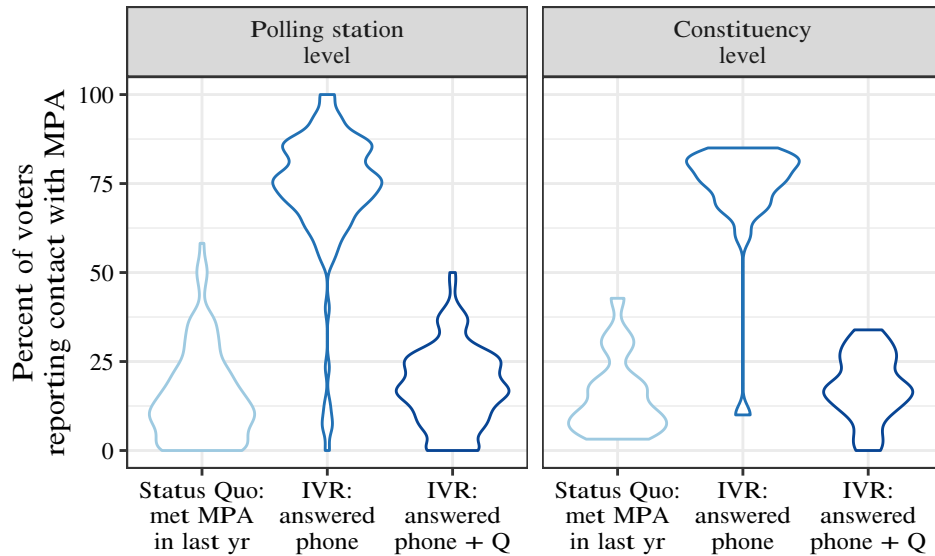 Polling station
level
Constituency
level
Percent of voters
reporting contact with MPA
100
75
50
25
0
Status Quo:
met MPA
in last yr
IVR:
answered
phone
IVR:
answered
phone + Q
Status Quo:
met MPA
in last yr
IVR:
answered
phone
IVR:
answered
phone + Q